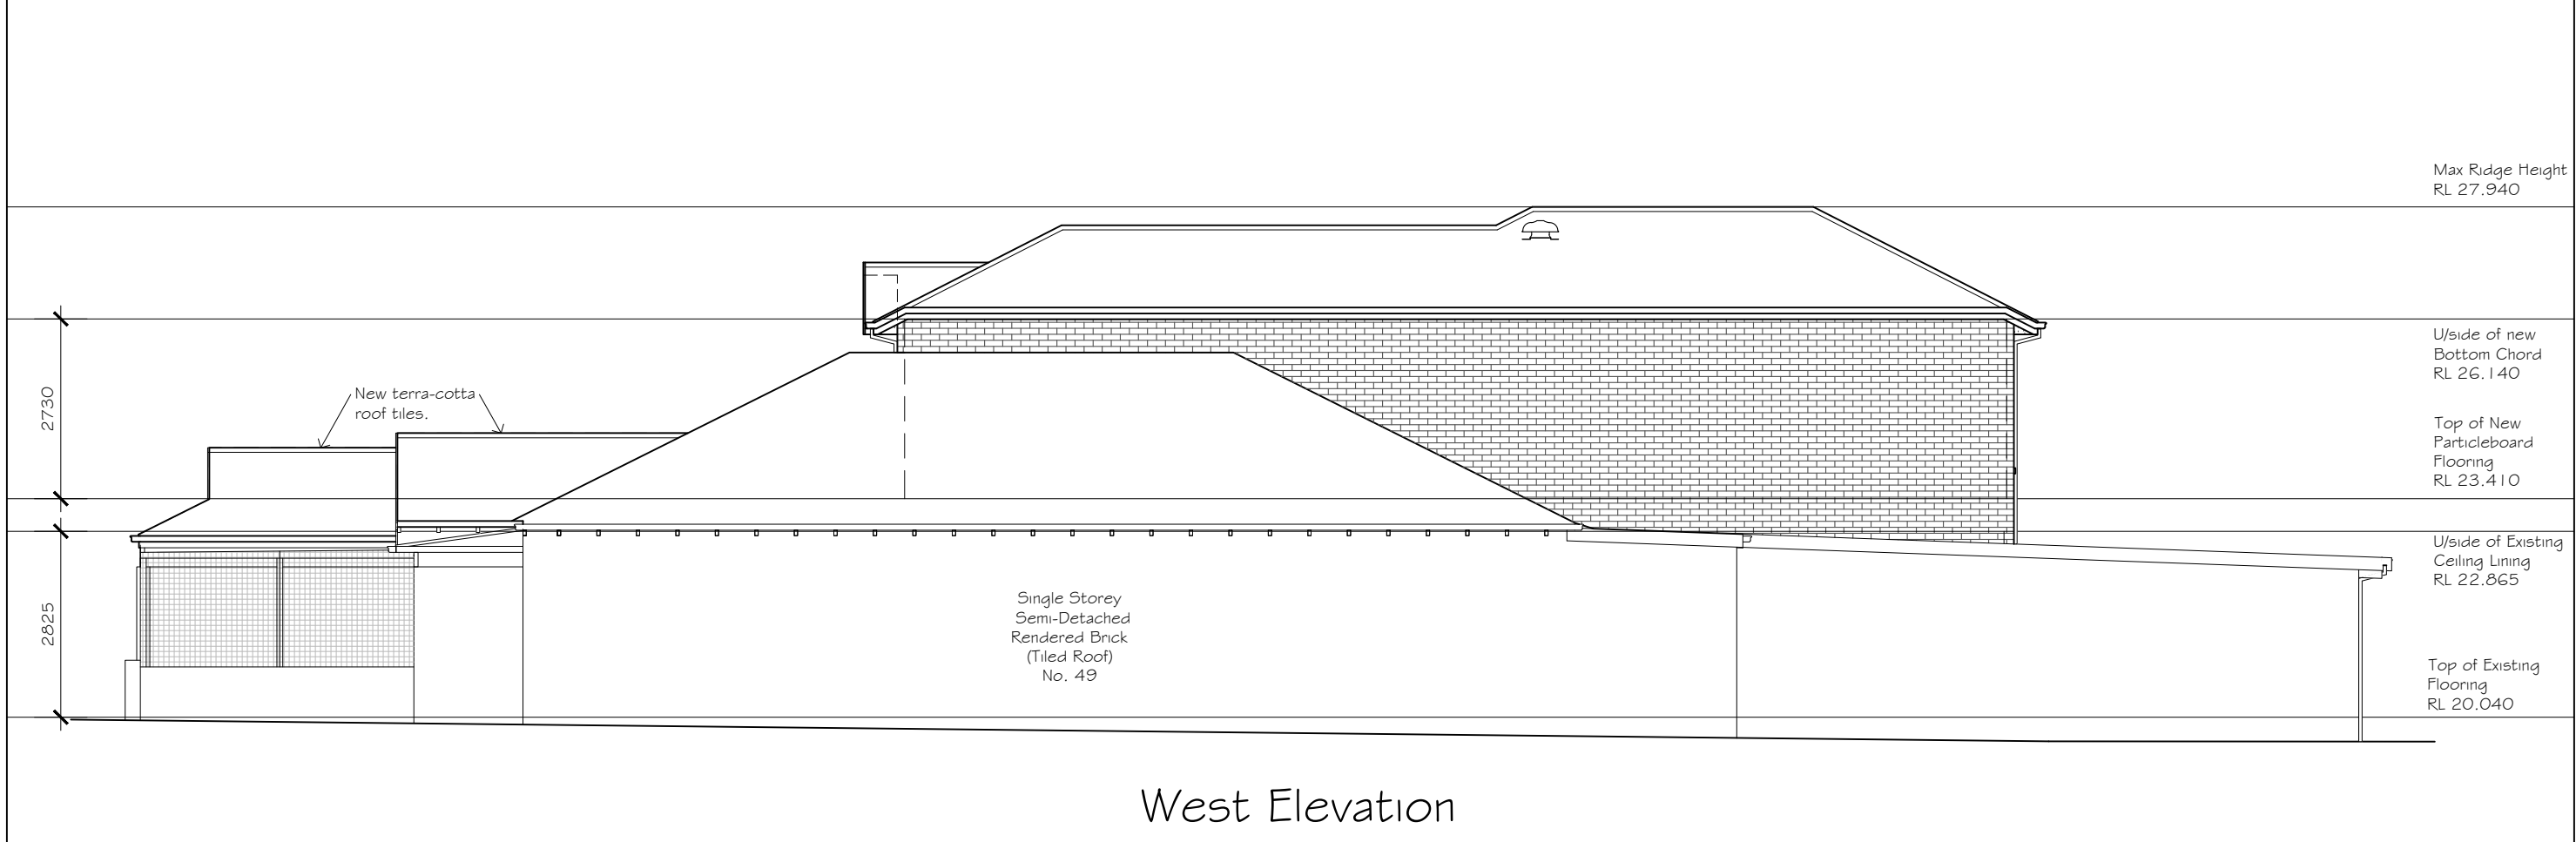 Max Ridge Height
RL 27.940
U/side of new
Bottom Chord
RL 26.140
2730
New terra-cotta
roof tiles.
Top of New
Particleboard
Flooring
RL 23.410
U/side of Existing
Ceiling Lining
RL 22.865
2825
Single Storey
Semi-Detached
Rendered Brick
(Tiled Roof)
No. 49
Top of Existing
Flooring
RL 20.040
West Elevation